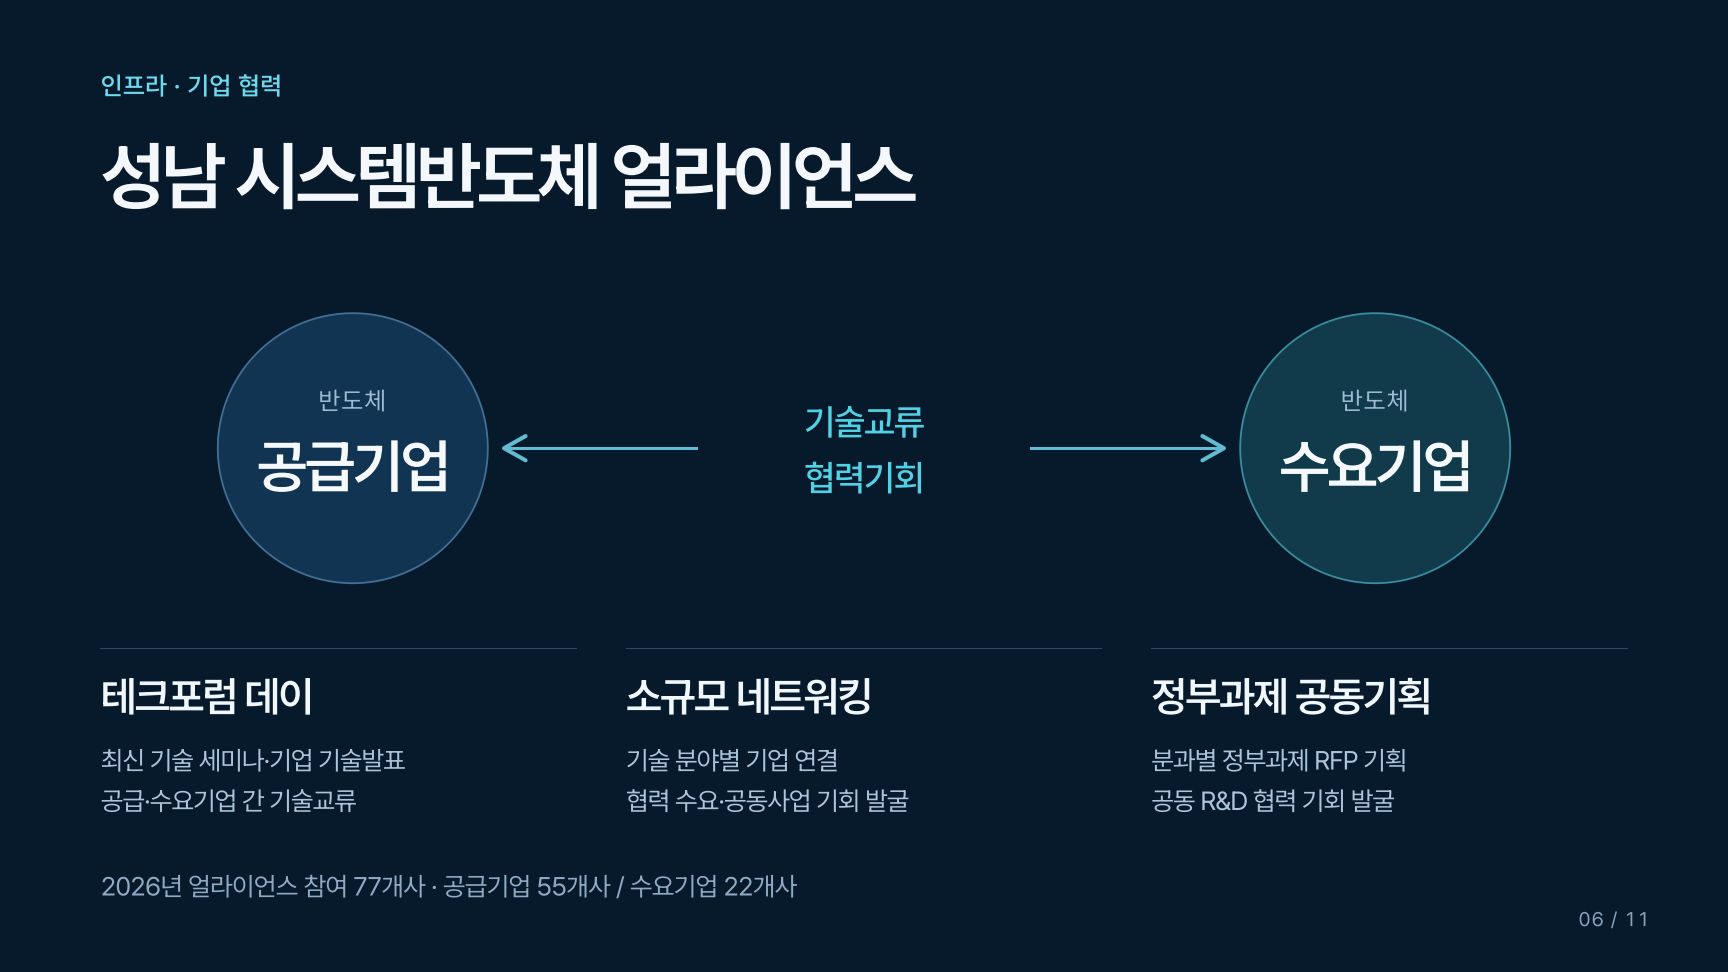 인프라 · 기업 협력
성남 시스템반도체 얼라이언스
반도체
공급기업
기술교류
협력기회
반도체
수요기업
테크포럼 데이
최신 기술 세미나·기업 기술발표
공급·수요기업 간 기술교류
소규모 네트워킹
기술 분야별 기업 연결
협력 수요·공동사업 기회 발굴
정부과제 공동기획
분과별 정부과제 RFP 기획
공동 R&D 협력 기회 발굴
2026년 얼라이언스 참여 77개사 · 공급기업 55개사 / 수요기업 22개사
06 / 11